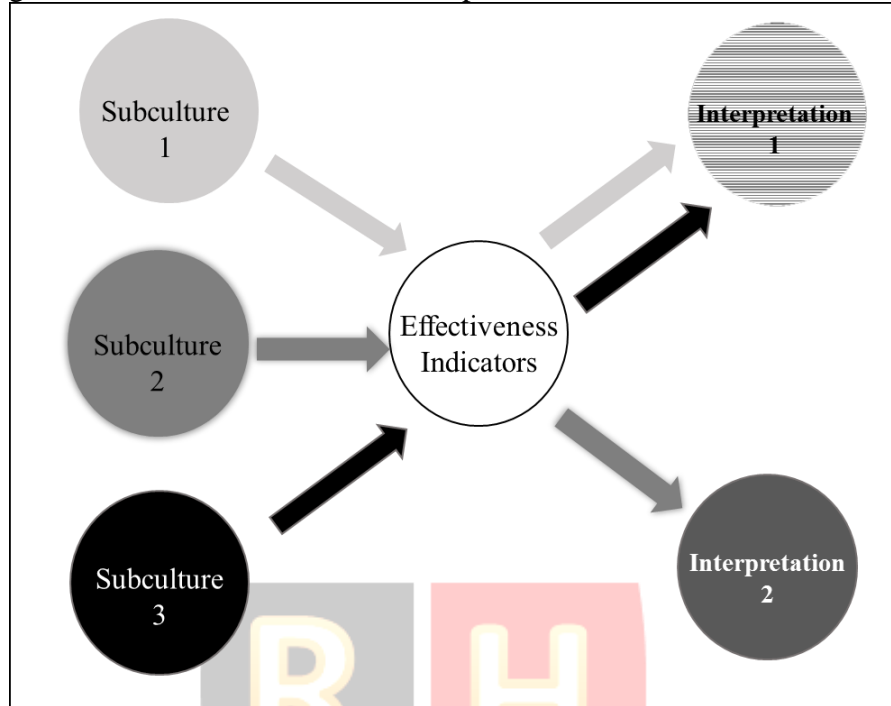 Subculture
1
Interpretation
1
Subculture
2
Effectiveness
Indicators
Subculture
3
Interpretation
2
R H